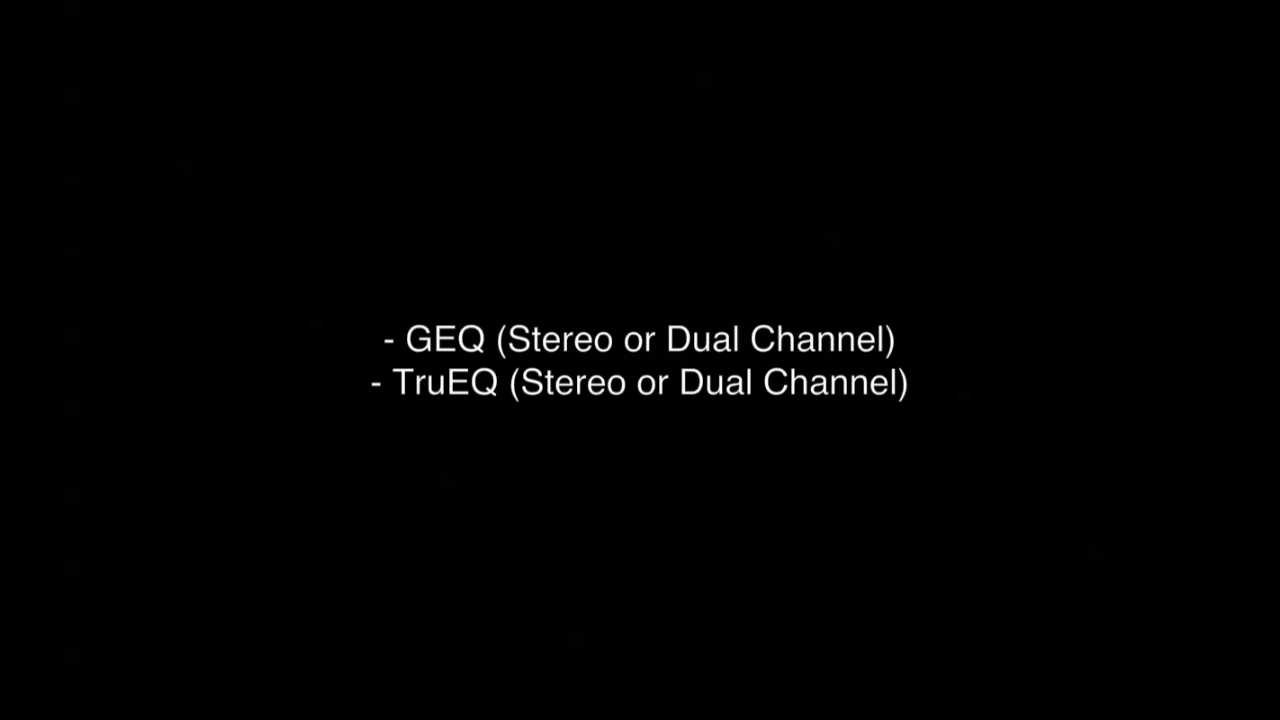 - GEQ (Stereo or Dual Channel)
- TruEQ (Stereo or Dual Channel)